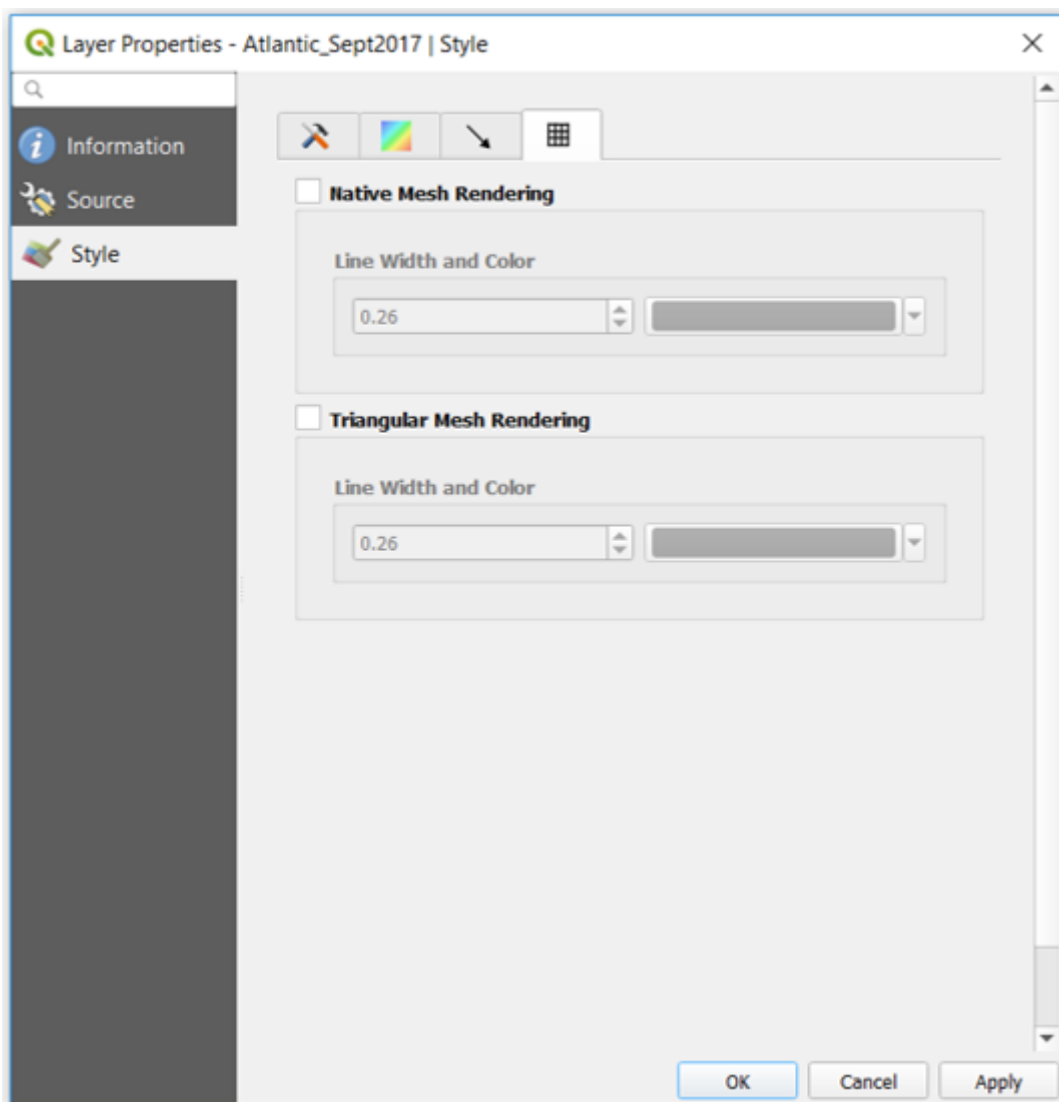 Layer Properties - Atlantic_Sept2017 | Style
Information
Source
Style
Native Mesh Rendering
Line Width and Color
0.26
Triangular Mesh Rendering
Line Width and Color
0.26
OK Cancel Apply